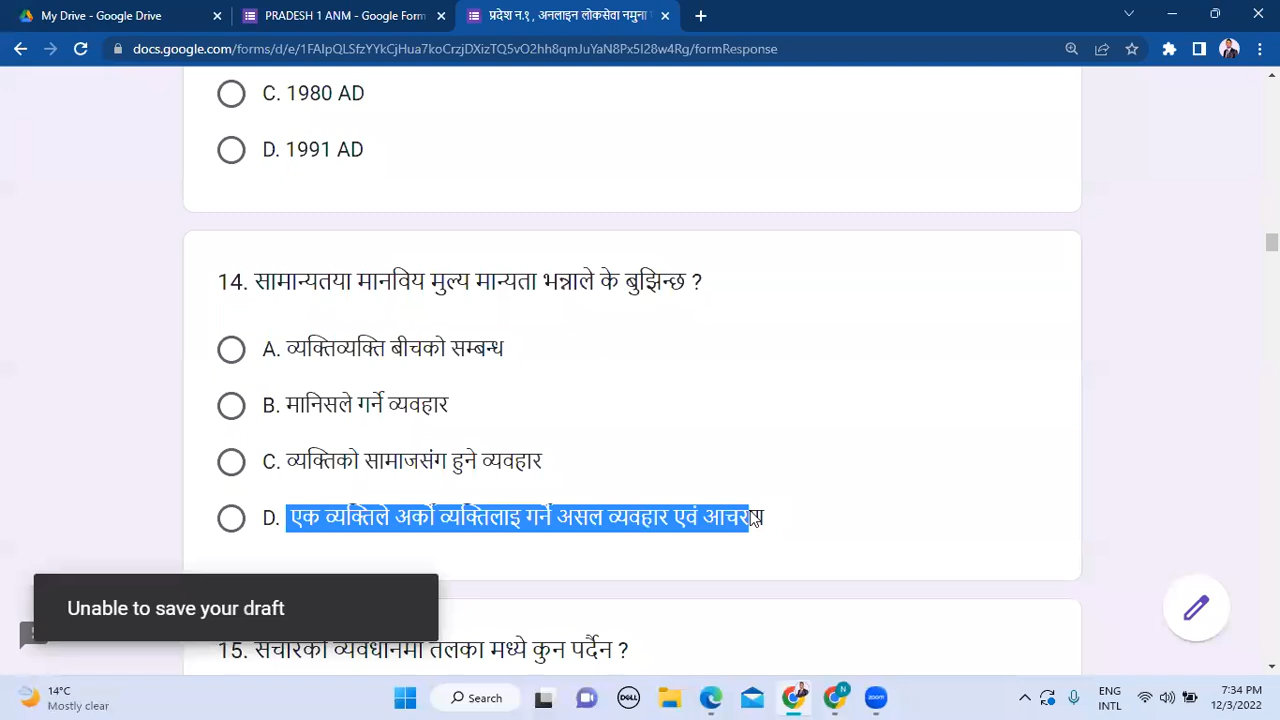 My Drive
PRADESH 1 ANM - Google Form
प्रदेश न.१, अनलाइन लोकसेवा नमुना
docs.google.com/forms/d/e/1FAIpQLSfzYYkCjHua7koCrzjDXizTQ5vO2hh8qmJuYaN8Px5I28w4Rg/formResponse
C. 1980 AD
D. 1991 AD
14. सामान्यतया मानविय मुल्य मान्यता भन्नाले के बुझिन्छ ?
A. व्यक्तिव्यक्ति बीचको सम्बन्ध
B. मानिसले गर्ने व्यवहार
C. व्यक्तिको सामाजसंग हुने व्यवहार
D. एक व्यक्तिले अर्को व्यक्तिलाइ गर्ने असल व्यवहार एवं आचरण
Unable to save your draft
15. संचारको व्यवधानमा तलका मध्ये कुन पर्दैन ?
14°C
Mostly clear
Search
DELL
zoom
N
ENG
INTL
7:34 PM
12/3/2022